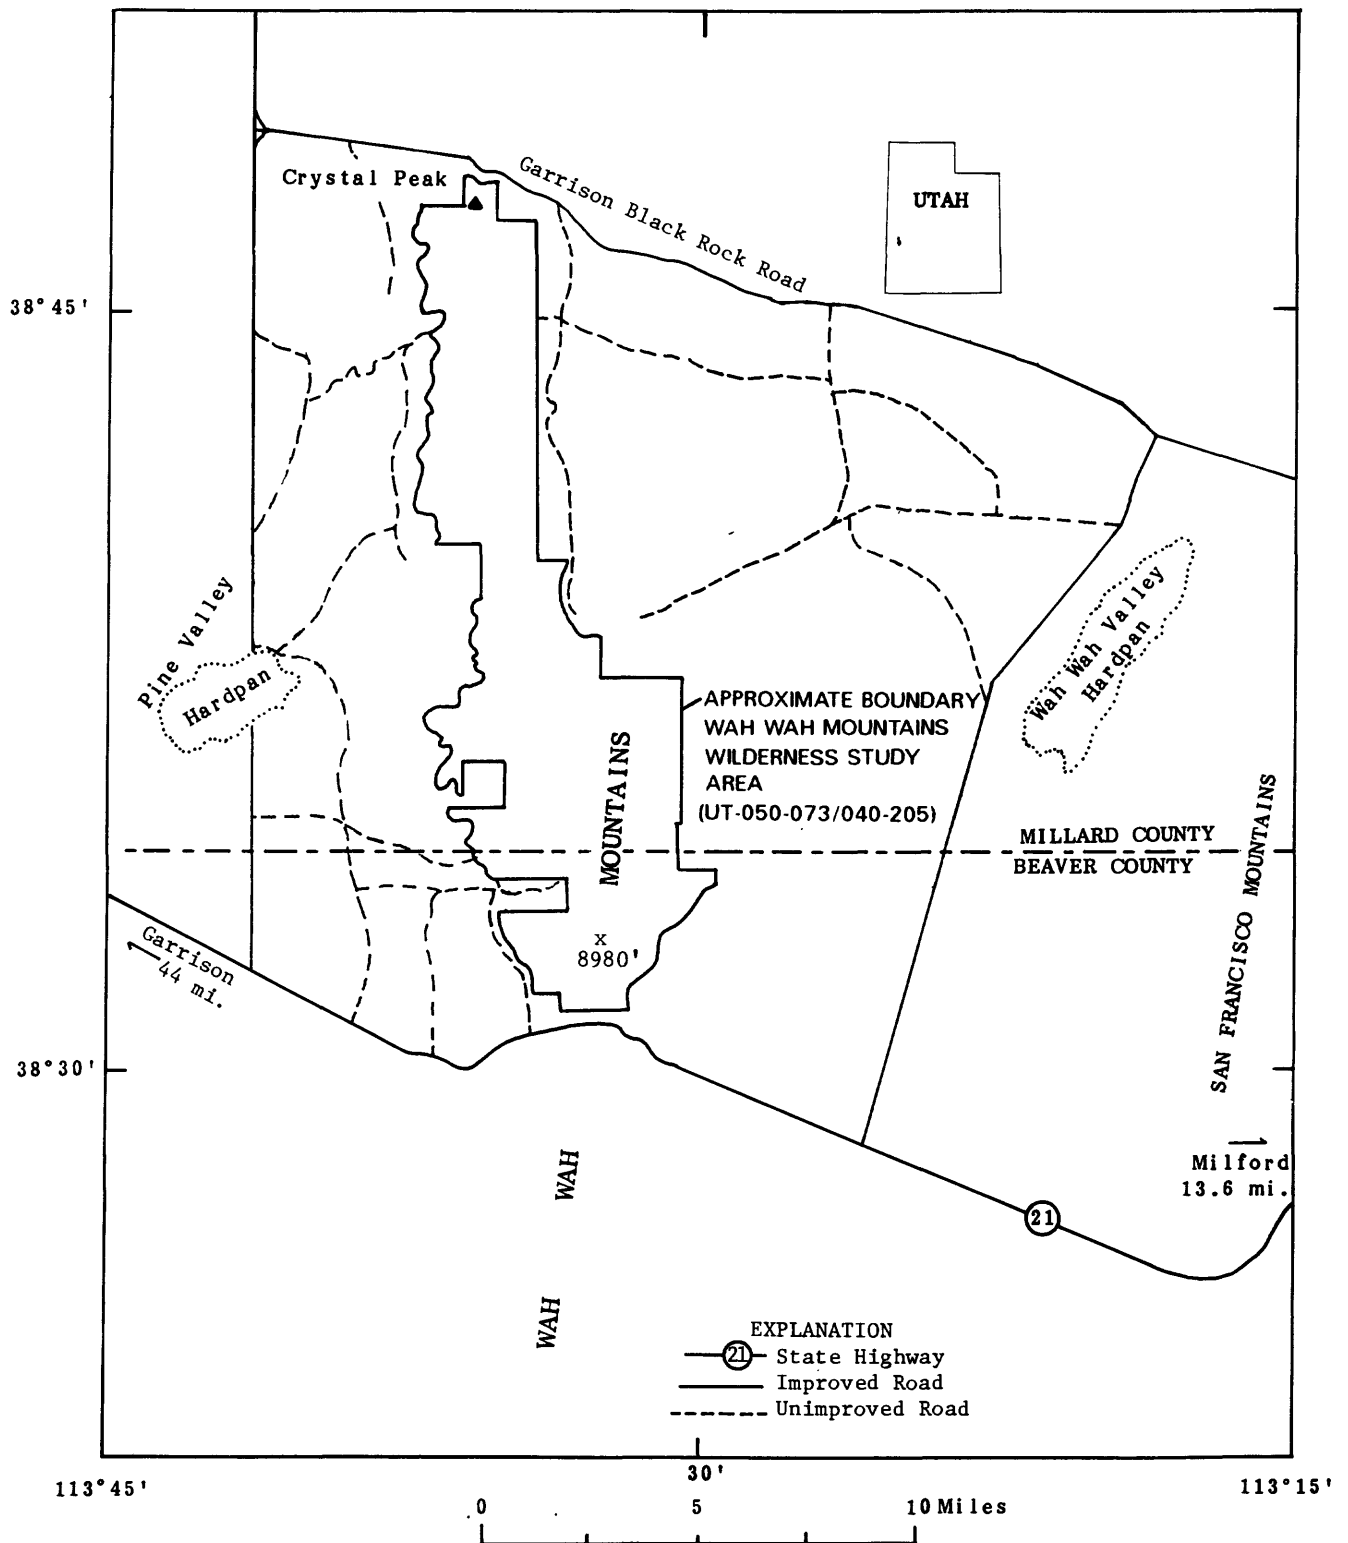 Crystal Peak
Garrison Black Rock Road
UTAH
38°45'
Pine Valley
Hardpan
Wah Wah Valley
Hardpan
APPROXIMATE BOUNDARY
WAH WAH MOUNTAINS
WILDERNESS STUDY
AREA
(UT-050-073/040-205)
MOUNTAINS
MILLARD COUNTY
BEAVER COUNTY
SAN FRANCISCO MOUNTAINS
Garrison
44 mi.
x
8980'
38°30'
WAH
WAH
Milford
13.6 mi.
21
EXPLANATION
21 State Highway
Improved Road
Unimproved Road
113°45'
30'
113°15'
0 5 10 Miles